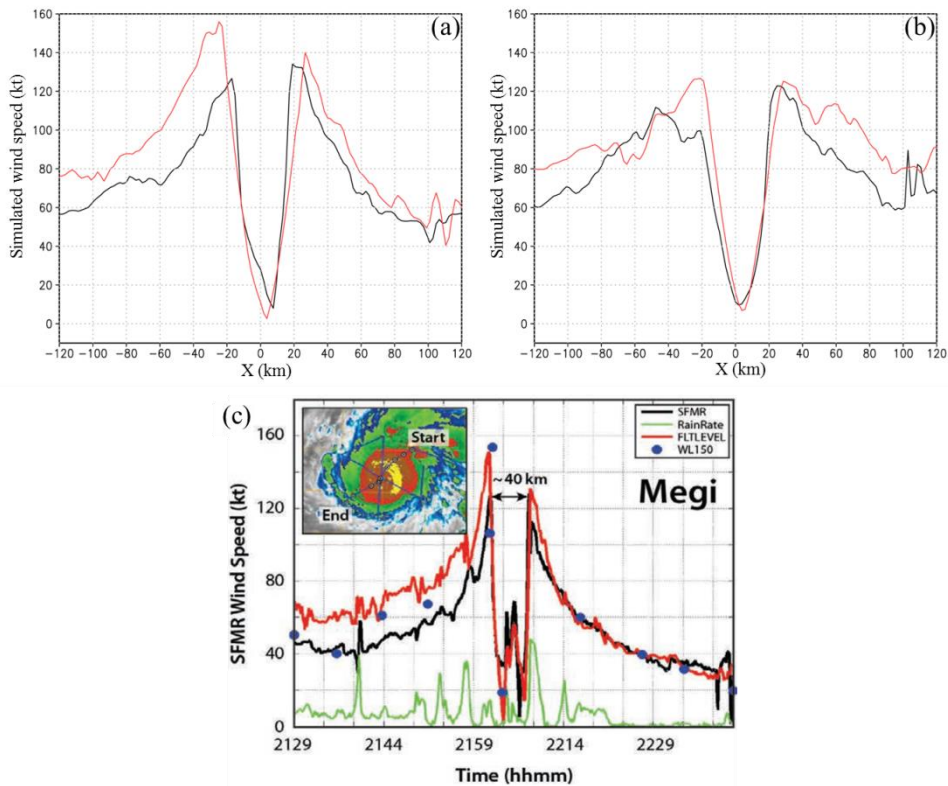 (a)
160
140
120
100
80
60
40
20
0
Simulated wind speed (kt)
−120 −100 −80 −60 −40 −20 0 20 40 60 80 100 120
X (km)
(b)
160
140
120
100
80
60
40
20
0
Simulated wind speed (kt)
−120 −100 −80 −60 −40 −20 0 20 40 60 80 100 120
X (km)
(c)
160
120
80
40
0
SFMR Wind Speed (kt)
Start
End
~40 km
SFMR
RainRate
FLTLEVEL
WL150
Megi
2129 2144 2159 2214 2229
Time (hhmm)